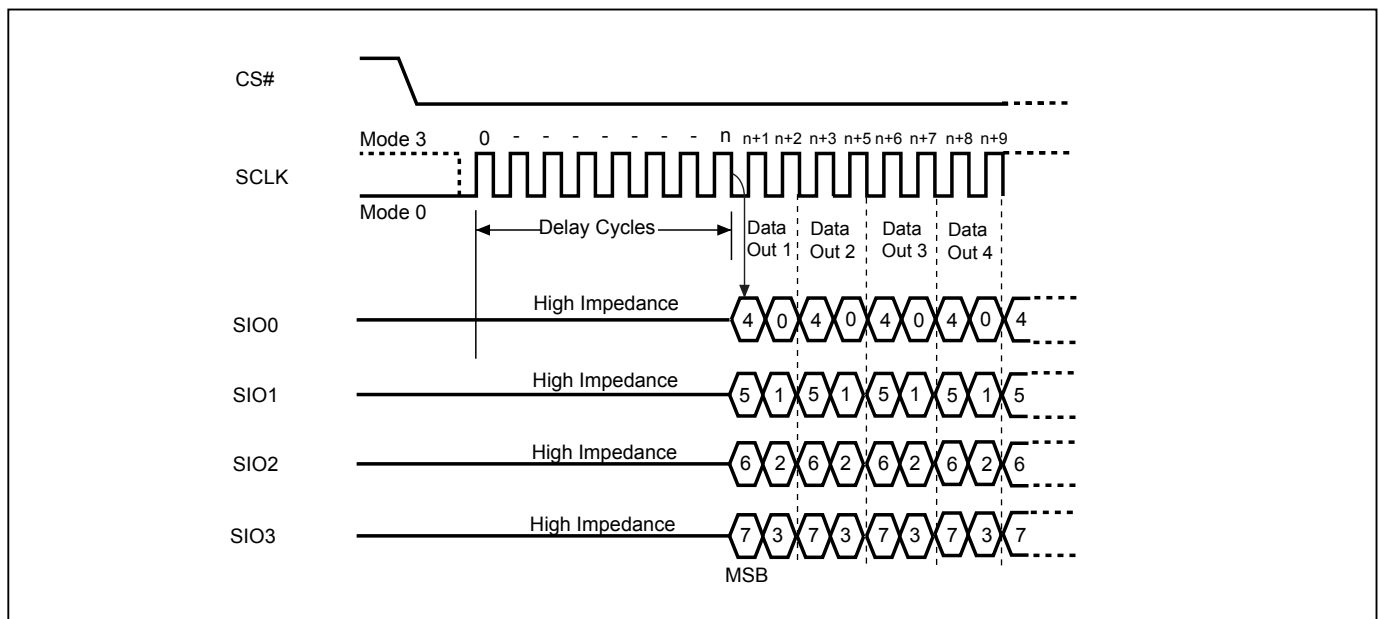 CS#
Mode 3
0 - - - - - - n n+1 n+2 n+3 n+5 n+6 n+7 n+8 n+9
SCLK
Mode 0
Delay Cycles
Data Out 1
Data Out 2
Data Out 3
Data Out 4
SIO0
High Impedance
4 0 4 0 4 0 4 0 4
SIO1
High Impedance
5 1 5 1 5 1 5 1 5
SIO2
High Impedance
6 2 6 2 6 2 6 2 6
SIO3
High Impedance
7 3 7 3 7 3 7 3 7
MSB